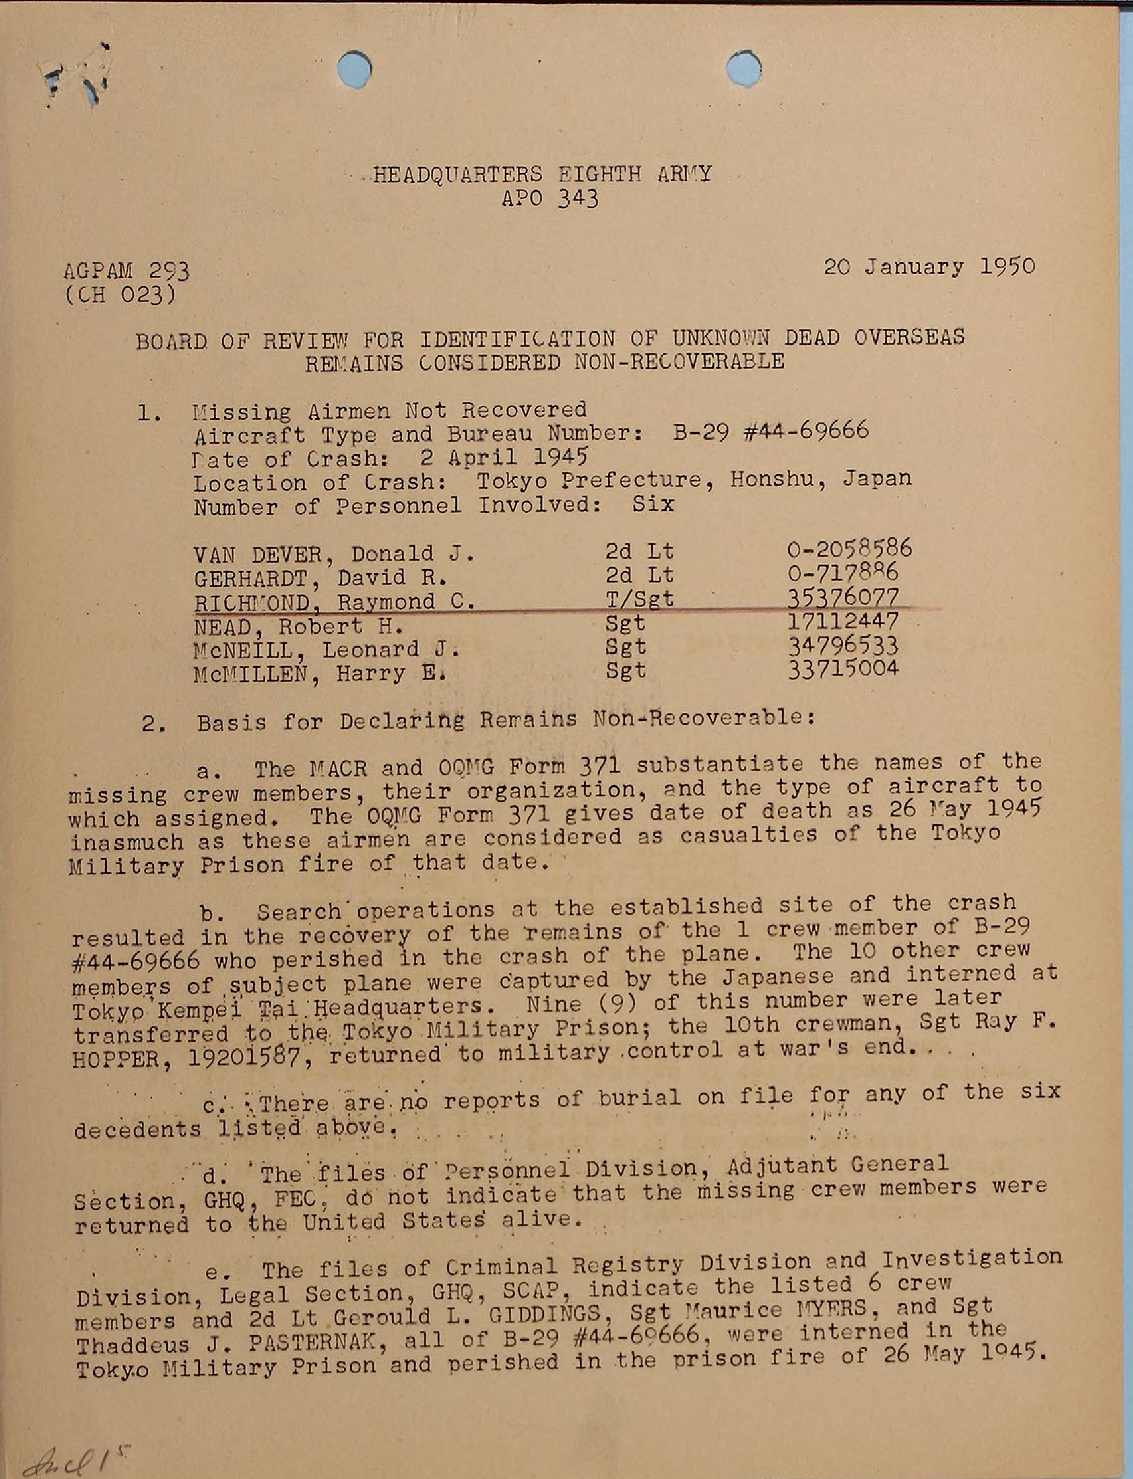 HEADQUARTERS EIGHTH ARMY
APO 343
AGPAM 293
20 January 1950
(CH 023)
BOARD OF REVIEW FOR IDENTIFICATION OF UNKNOWN DEAD OVERSEAS
REMAINS CONSIDERED NON-RECOVERABLE
1. Missing Airmen Not Recovered
Aircraft Type and Bureau Number: B-29 #44-69666
Date of Crash: 2 April 1945
Location of Crash: Tokyo Prefecture, Honshu, Japan
Number of Personnel Involved: Six
VAN DEVER, Donald J. 2d Lt O-2058586
GERHARDT, David R. 2d Lt O-717886
RICHMOND, Raymond C. T/Sgt 35376077
NEAD, Robert H. Sgt 17112447
McNEILL, Leonard J. Sgt 34796533
McMILLEN, Harry E. Sgt 33715004
2. Basis for Declaring Remains Non-Recoverable:
a. The MACR and OQMG Form 371 substantiate the names of the
missing crew members, their organization, and the type of aircraft to
which assigned. The OQMG Form 371 gives date of death as 26 May 1945
inasmuch as these airmen are considered as casualties of the Tokyo
Military Prison fire of that date.
b. Search operations at the established site of the crash
resulted in the recovery of the remains of the 1 crew member of B-29
#44-69666 who perished in the crash of the plane. The 10 other crew
members of subject plane were captured by the Japanese and interned at
Tokyo Kempei Tai Headquarters. Nine (9) of this number were later
transferred to the Tokyo Military Prison; the 10th crewman, Sgt Ray F.
HOPPER, 19201587, returned to military control at war's end.
c. There are no reports of burial on file for any of the six
decedents listed above.
d. The files of Personnel Division, Adjutant General
Section, GHQ, FEC, do not indicate that the missing crew members were
returned to the United States alive.
e. The files of Criminal Registry Division and Investigation
Division, Legal Section, GHQ, SCAP, indicate the listed 6 crew
members and 2d Lt Gerould L. GIDDINGS, Sgt Maurice MYERS, and Sgt
Thaddeus J. PASTERNAK, all of B-29 #44-69666, were interned in the
Tokyo Military Prison and perished in the prison fire of 26 May 1945.
Incl 15